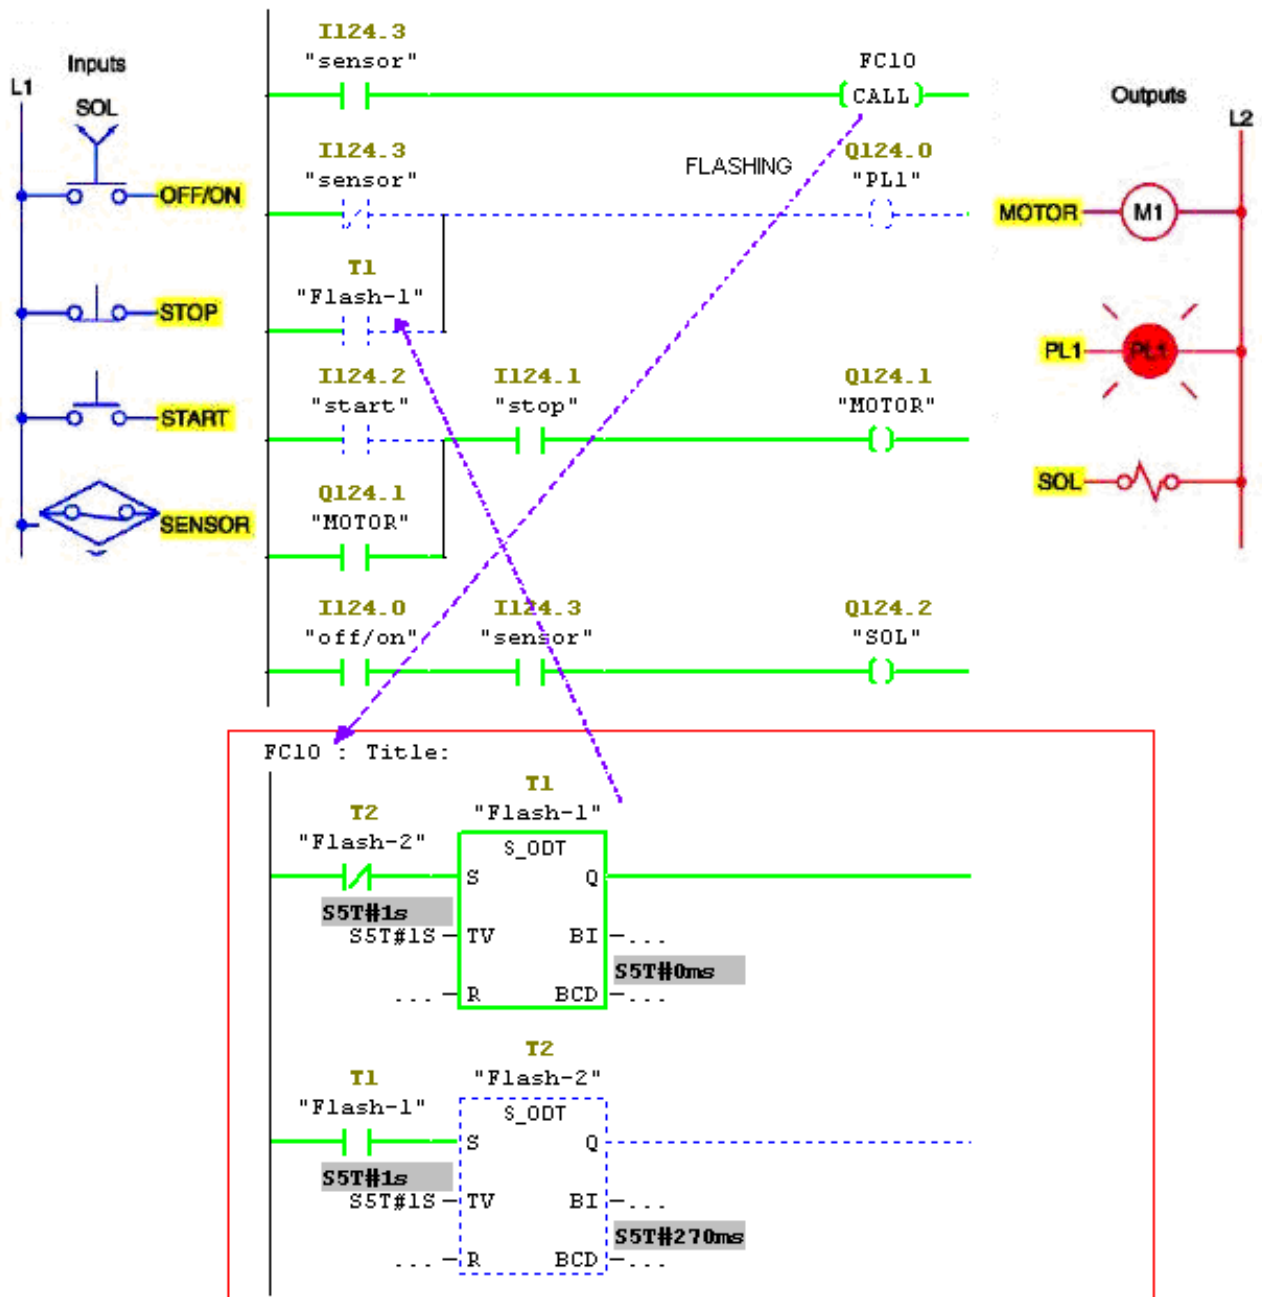 Inputs
L1
SOL
OFF/ON
STOP
START
SENSOR
I124.3
"sensor"
FC10
CALL
I124.3
"sensor"
FLASHING
Q124.0
"PL1"
T1
"Flash-1"
I124.2
"start"
I124.1
"stop"
Q124.1
"MOTOR"
Q124.1
"MOTOR"
I124.0
"off/on"
I124.3
"sensor"
Q124.2
"SOL"
Outputs
L2
MOTOR
M1
PL1
PL1
SOL
FC10 : Title:
T1
"Flash-1"
T2
"Flash-2"
S_ODT
S
Q
S5T#1s
S5T#1S
TV
BI
...
S5T#0ms
...
R
BCD
...
T2
"Flash-2"
T1
"Flash-1"
S_ODT
S
Q
S5T#1s
S5T#1S
TV
BI
...
S5T#270ms
...
R
BCD
...